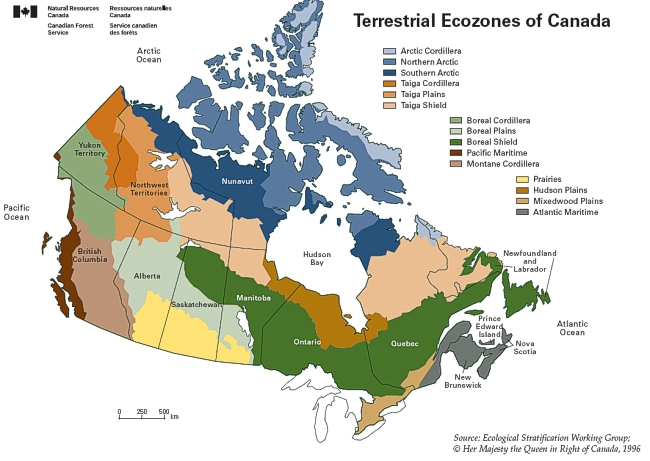 Natural Resources
Canada
Canadian Forest
Service
Ressources naturelles
Canada
Service canadien
des forêts
Terrestrial Ecozones of Canada
Arctic Cordillera
Northern Arctic
Southern Arctic
Taiga Cordillera
Taiga Plains
Taiga Shield
Boreal Cordillera
Boreal Plains
Boreal Shield
Pacific Maritime
Montane Cordillera
Prairies
Hudson Plains
Mixedwood Plains
Atlantic Maritime
Arctic
Ocean
Yukon
Territory
Northwest
Territories
Nunavut
Pacific
Ocean
British
Columbia
Alberta
Saskatchewan
Manitoba
Hudson
Bay
Ontario
Quebec
Newfoundland
and
Labrador
Prince
Edward
Island
Nova
Scotia
New
Brunswick
Atlantic
Ocean
0 250 500 km
Source: Ecological Stratification Working Group;
© Her Majesty the Queen in Right of Canada, 1996